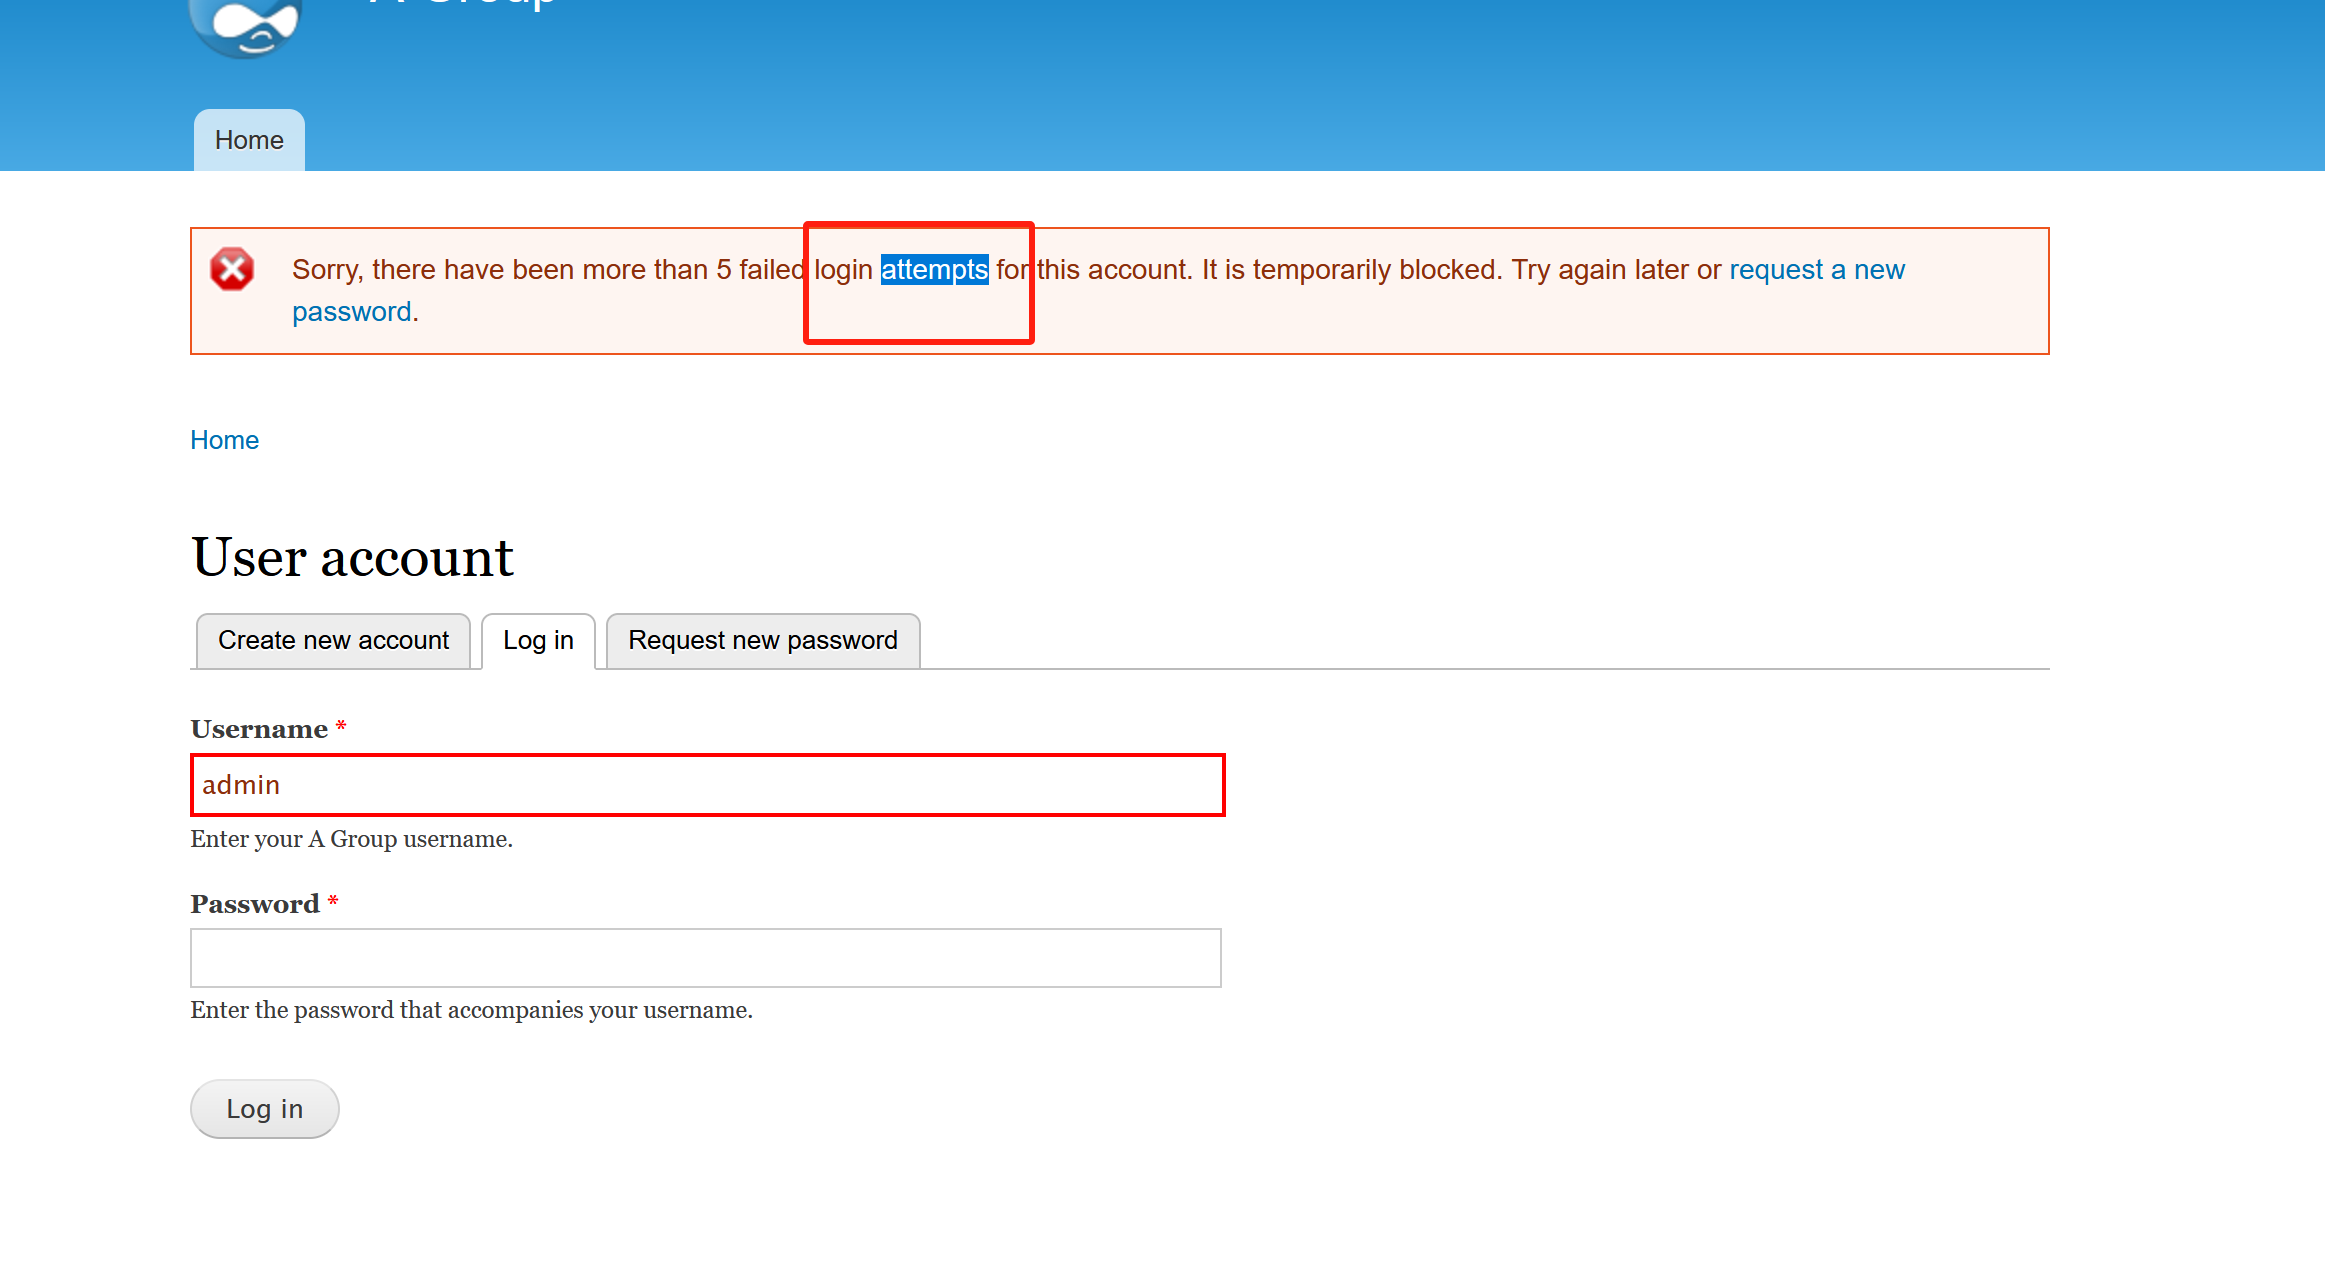 A Group
Home
Sorry, there have been more than 5 failed login attempts for this account. It is temporarily blocked. Try again later or request a new
password.
Home
User account
Create new account
Log in
Request new password
Username *
admin
Enter your A Group username.
Password *
Enter the password that accompanies your username.
Log in